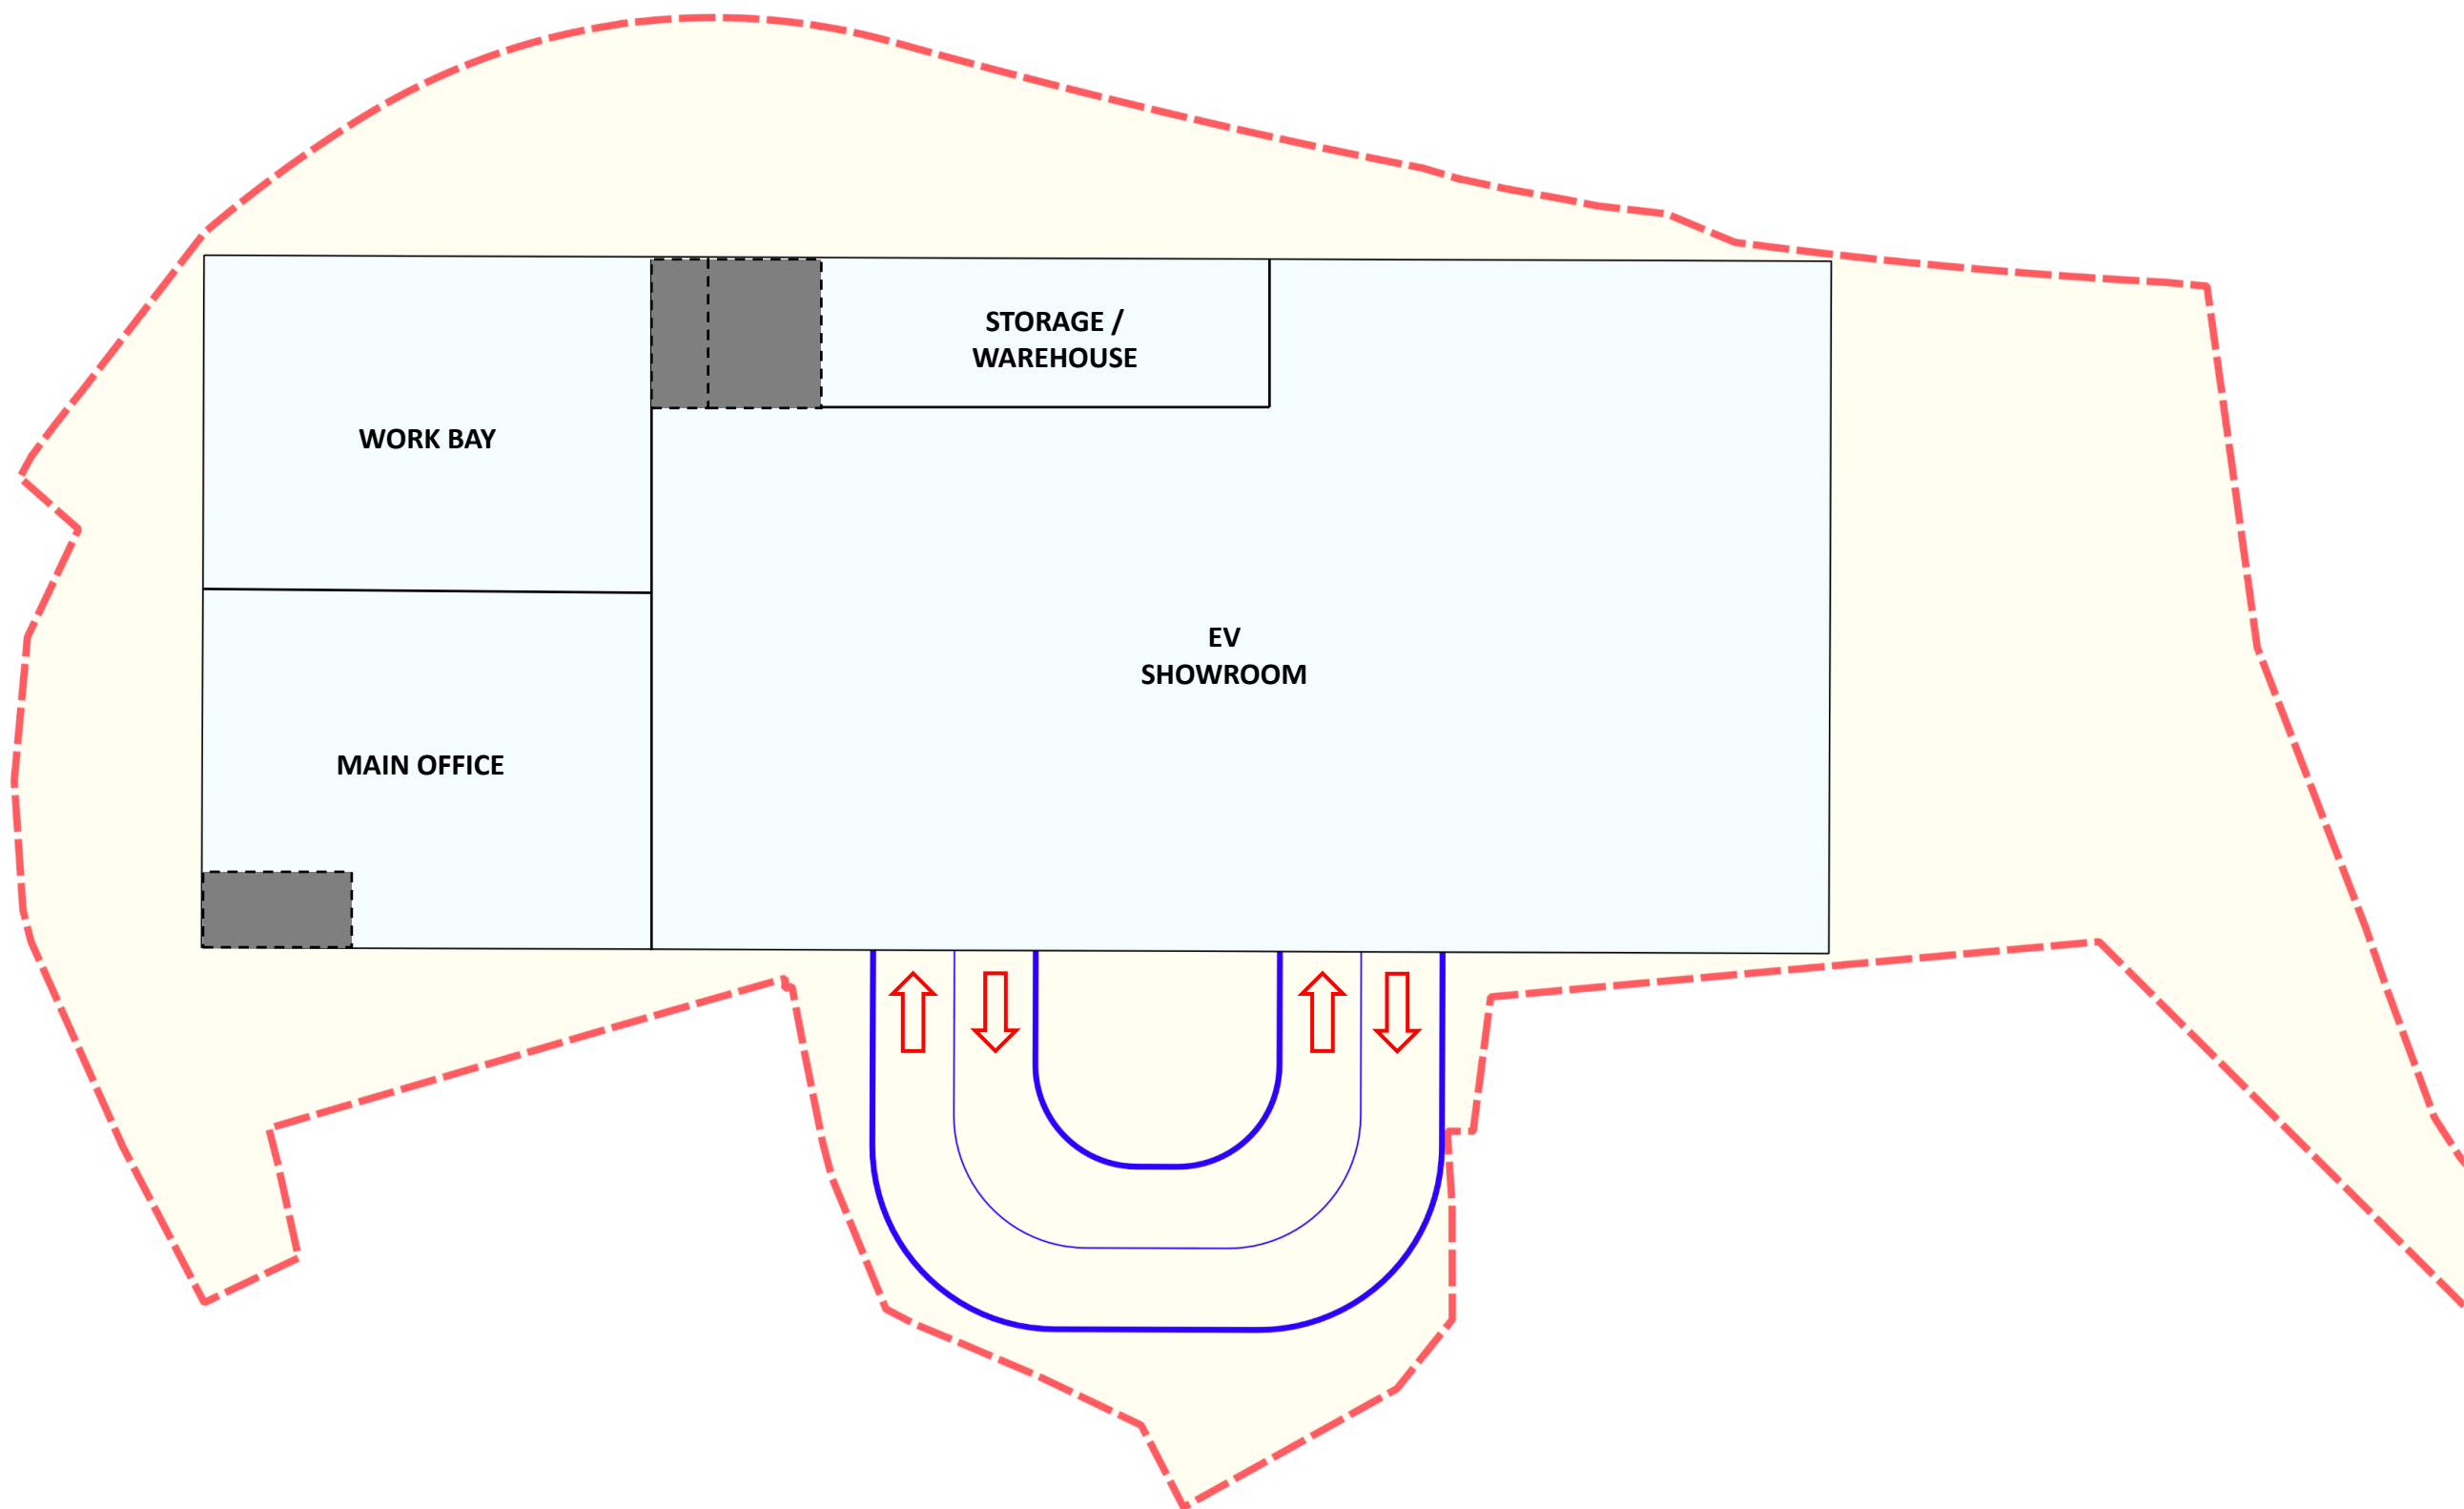 STORAGE /
WAREHOUSE
WORK BAY
EV
SHOWROOM
MAIN OFFICE